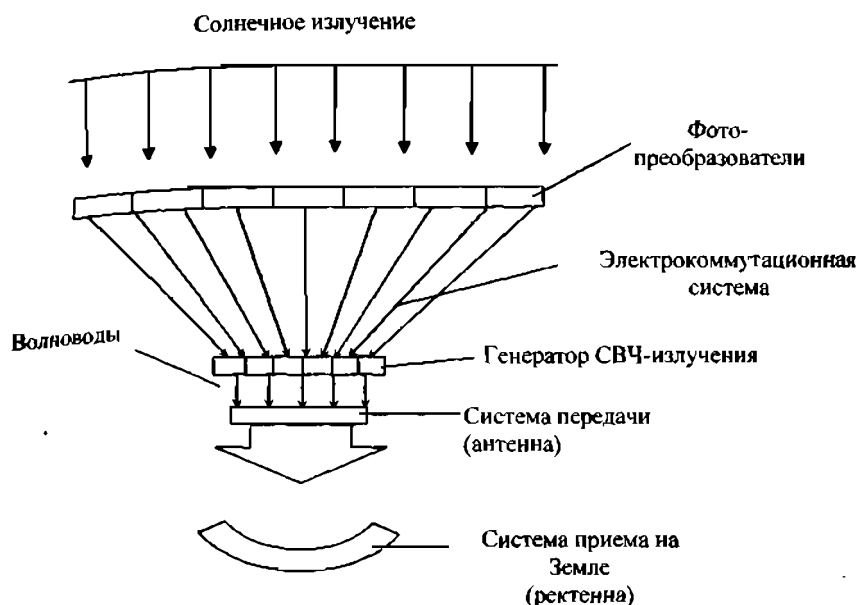 Солнечное излучение
Фото-
преобразователи
Электрокоммутационная
система
Волноводы
Генератор СВЧ-излучения
Система передачи
(антенна)
Система приема на
Земле
(ректенна)